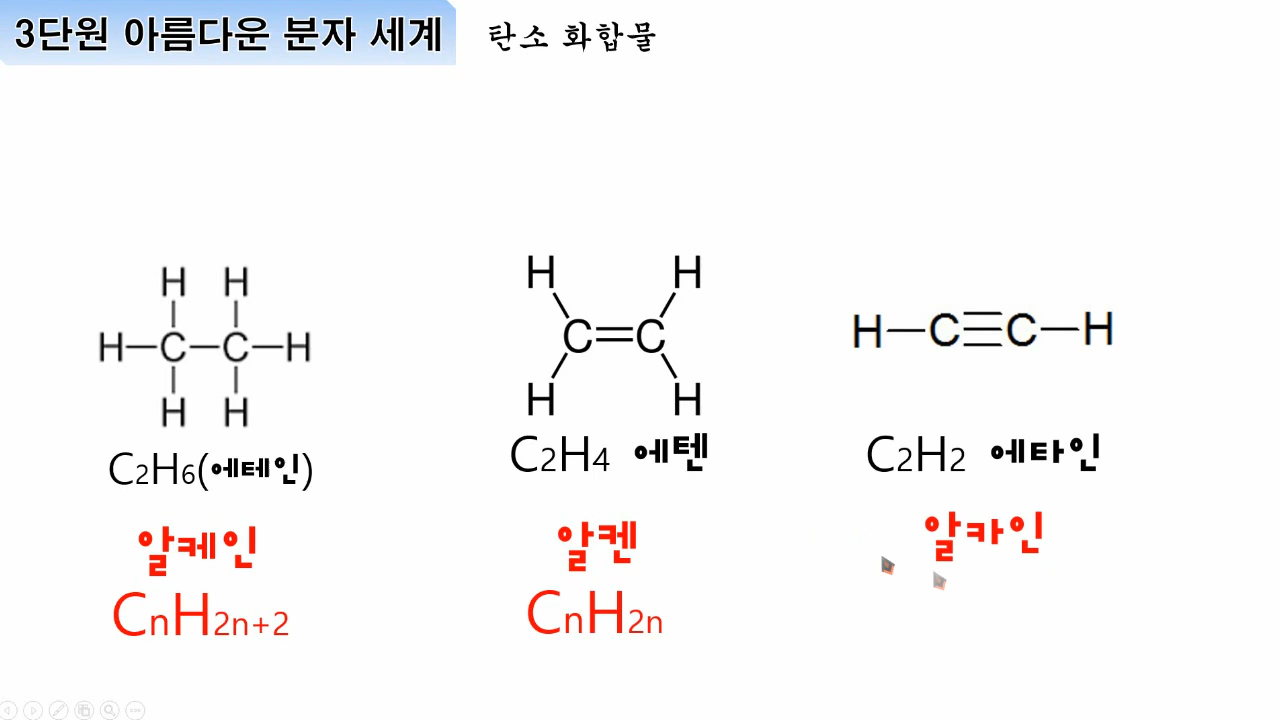 3단원 아름다운 분자 세계 탄소 화합물
H H
H C C H
H H
C2H6(에테인)
알케인
CnH2n+2
H H
C C
H H
C2H4 에텐
알켄
CnH2n
H C C H
C2H2 에타인
알카인